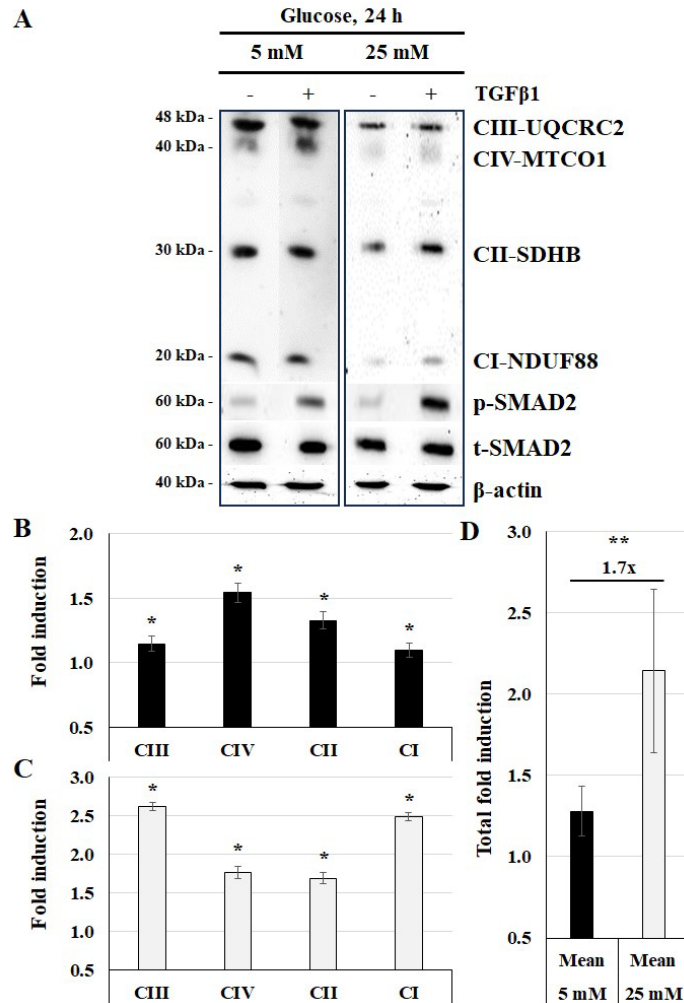 A
Glucose, 24 h
5 mM 25 mM
- + - + TGFβ1
48 kDa - CIII-UQCRC2
40 kDa - CIV-MTCO1
30 kDa - CII-SDHB
20 kDa - CI-NDUF88
60 kDa - p-SMAD2
60 kDa - t-SMAD2
40 kDa - β-actin
B
Fold induction
2.0
1.5
1.0
0.5
* * * *
CIII CIV CII CI
C
Fold induction
3.0
2.5
2.0
1.5
1.0
0.5
* * * *
CIII CIV CII CI
D
Total fold induction
3.0
2.5
2.0
1.5
1.0
0.5
**
1.7x
Mean Mean
5 mM 25 mM